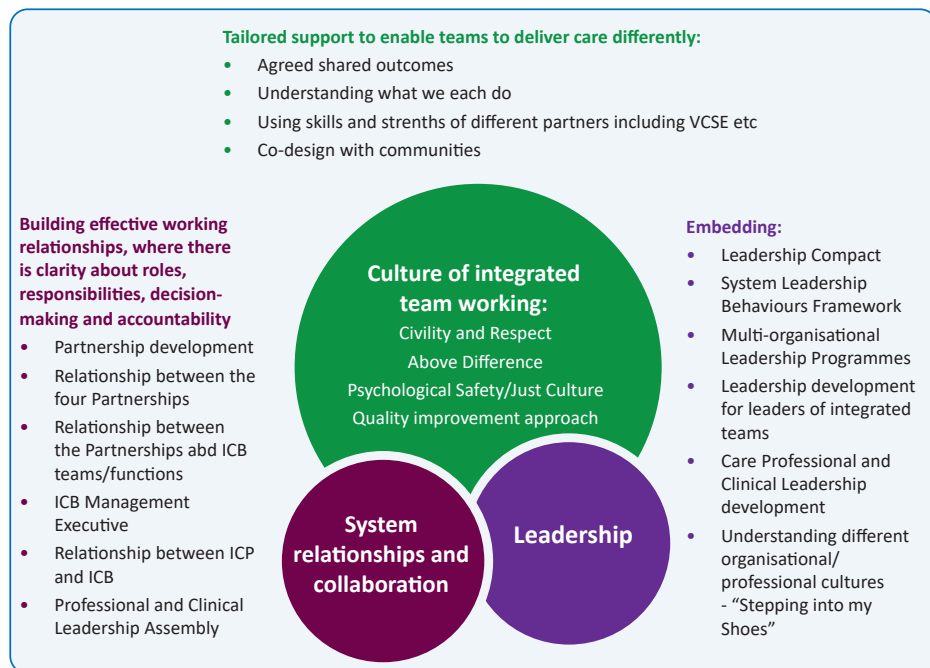 Tailored support to enable teams to deliver care differently:
• Agreed shared outcomes
• Understanding what we each do
• Using skills and strenths of different partners including VCSE etc
• Co-design with communities
Building effective working
relationships, where there
is clarity about roles,
responsibilities, decision-
making and accountability
• Partnership development
• Relationship between the
four Partnerships
• Relationship between
the Partnerships abd ICB
teams/functions
• ICB Management
Executive
• Relationship between ICP
and ICB
• Professional and Clinical
Leadership Assembly
Culture of integrated
team working:
Civility and Respect
Above Difference
Psychological Safety/Just Culture
Quality improvement approach
System
relationships and
collaboration
Leadership
Embedding:
• Leadership Compact
• System Leadership
Behaviours Framework
• Multi-organisational
Leadership Programmes
• Leadership development
for leaders of integrated
teams
• Care Professional and
Clinical Leadership
development
• Understanding different
organisational/
professional cultures
- “Stepping into my
Shoes”